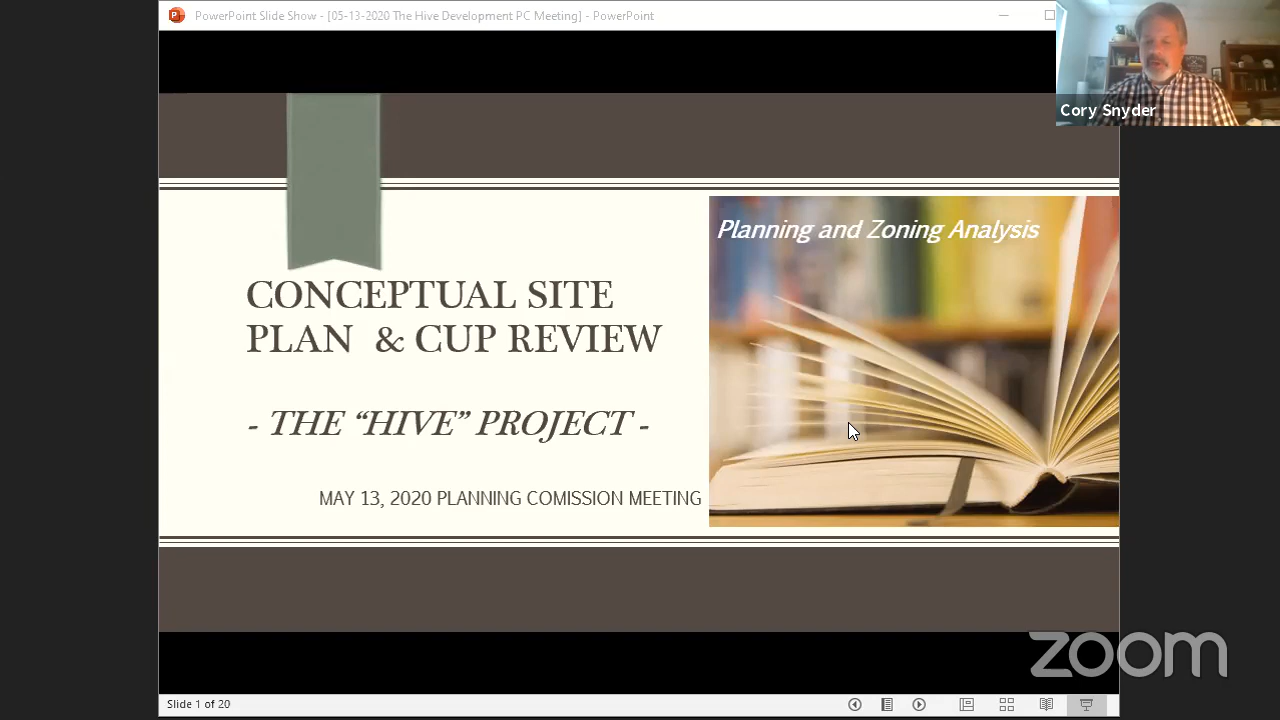 PowerPoint Slide Show - [05-13-2020 The Hive Development PC Meeting] - PowerPoint
Cory Snyder
Planning and Zoning Analysis
CONCEPTUAL SITE
PLAN & CUP REVIEW
- THE “HIVE” PROJECT -
MAY 13, 2020 PLANNING COMISSION MEETING
zoom
Slide 1 of 20